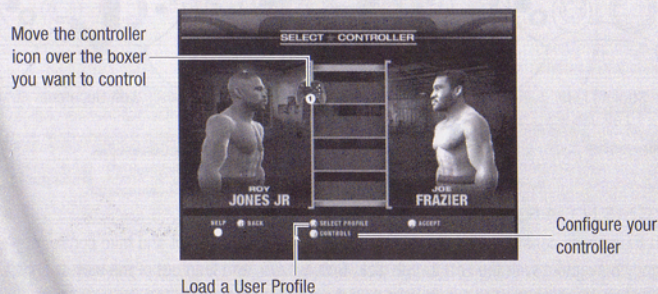 Move the controller
icon over the boxer
you want to control
SELECT CONTROLLER
1
ROY
JONES JR
JOE
FRAZIER
HELP
BACK
SELECT PROFILE
ACCEPT
CONTROLS
Configure your
controller
Load a User Profile